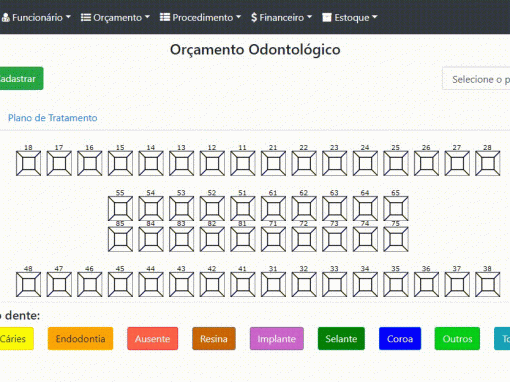 Funcionário Orçamento Procedimento Financeiro Estoque
Orçamento Odontológico
Cadastrar Selecione o p
Plano de Tratamento
18 17 16 15 14 13 12 11 21 22 23 24 25 26 27 28
55 54 53 52 51 61 62 63 64 65
85 84 83 82 81 71 72 73 74 75
48 47 46 45 44 43 42 41 31 32 33 34 35 36 37 38
o dente:
Cáries Endodontia Ausente Resina Implante Selante Coroa Outros To